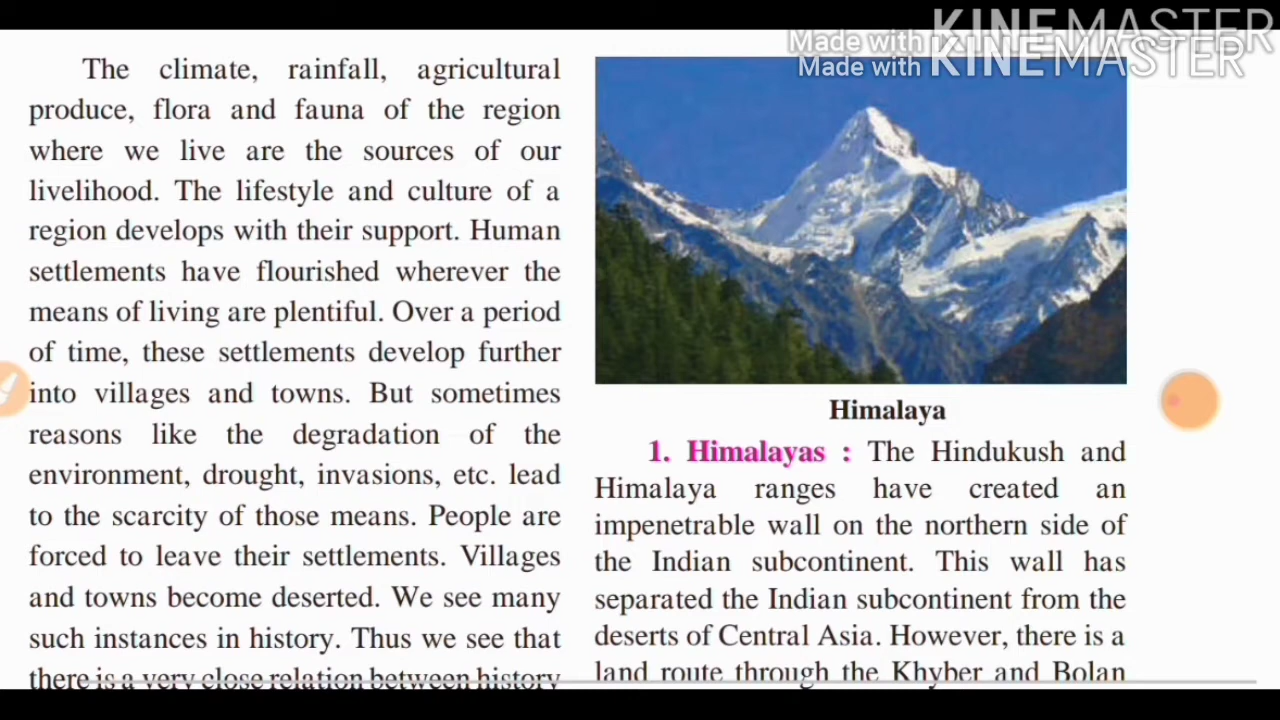 Made with KINEMASTER
Made with KINEMASTER
The climate, rainfall, agricultural
produce, flora and fauna of the region
where we live are the sources of our
livelihood. The lifestyle and culture of a
region develops with their support. Human
settlements have flourished wherever the
means of living are plentiful. Over a period
of time, these settlements develop further
into villages and towns. But sometimes
reasons like the degradation of the
environment, drought, invasions, etc. lead
to the scarcity of those means. People are
forced to leave their settlements. Villages
and towns become deserted. We see many
such instances in history. Thus we see that
there is a very close relation between history
Himalaya
1. Himalayas : The Hindukush and
Himalaya ranges have created an
impenetrable wall on the northern side of
the Indian subcontinent. This wall has
separated the Indian subcontinent from the
deserts of Central Asia. However, there is a
land route through the Khyber and Bolan